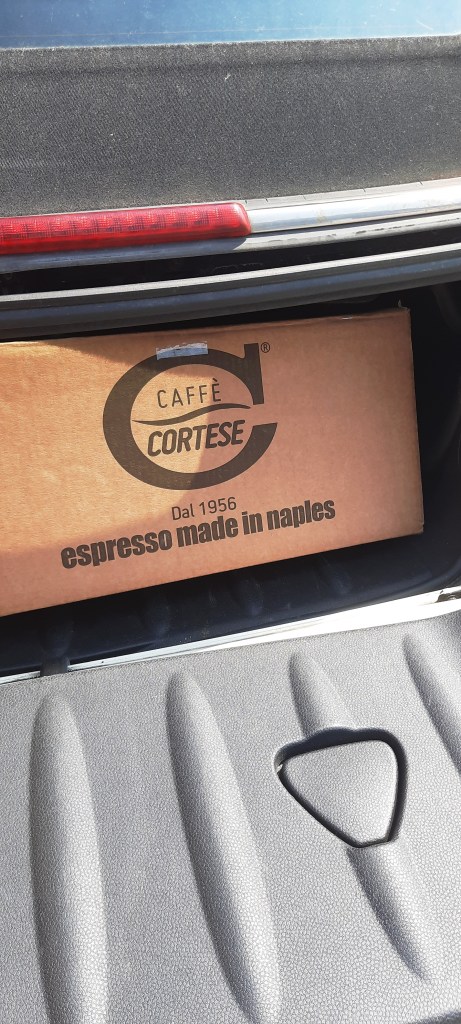 ®
CAFFÈ
CORTESE
Dal 1956
espresso made in naples